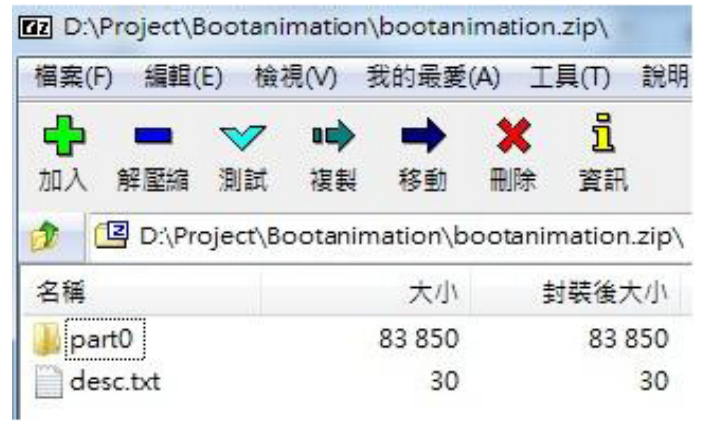 7z D:\Project\Bootanimation\bootanimation.zip\
檔案(F) 編輯(E) 檢視(V) 我的最愛(A) 工具(T) 說明
加入 解壓縮 測試 複製 移動 刪除 資訊
D:\Project\Bootanimation\bootanimation.zip\
名稱 大小 封裝後大小
part0 83 850 83 850
desc.txt 30 30